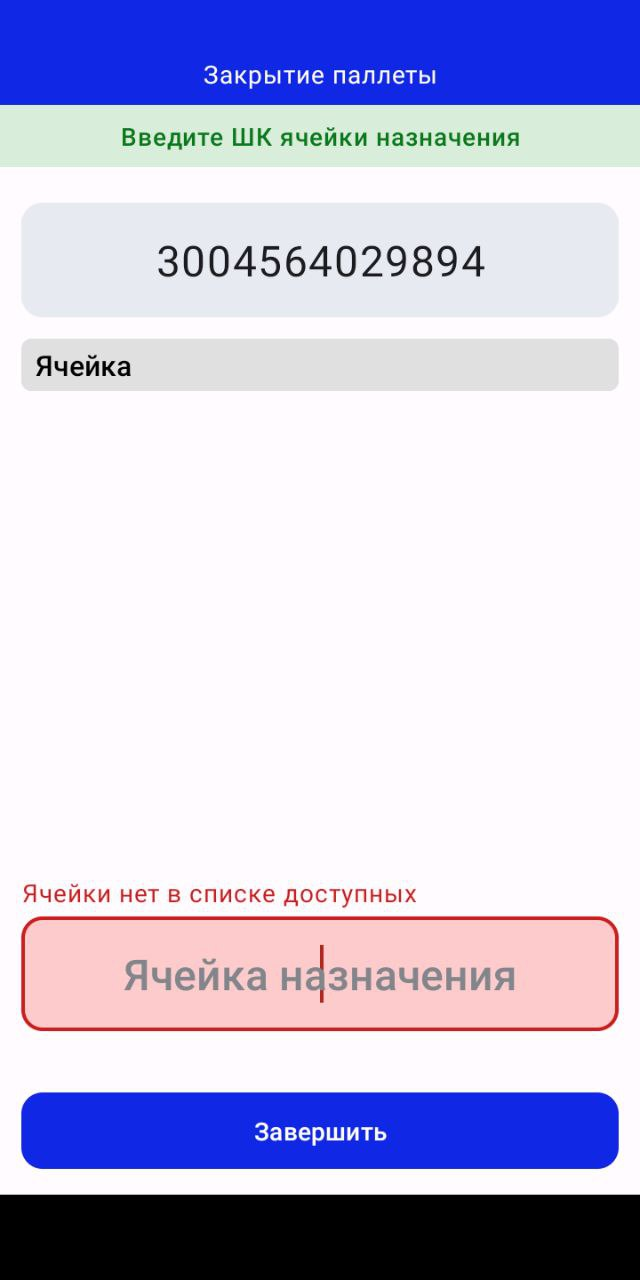 Закрытие паллеты
Введите ШК ячейки назначения
3004564029894
Ячейка
Ячейки нет в списке доступных
Ячейка назначения
Завершить